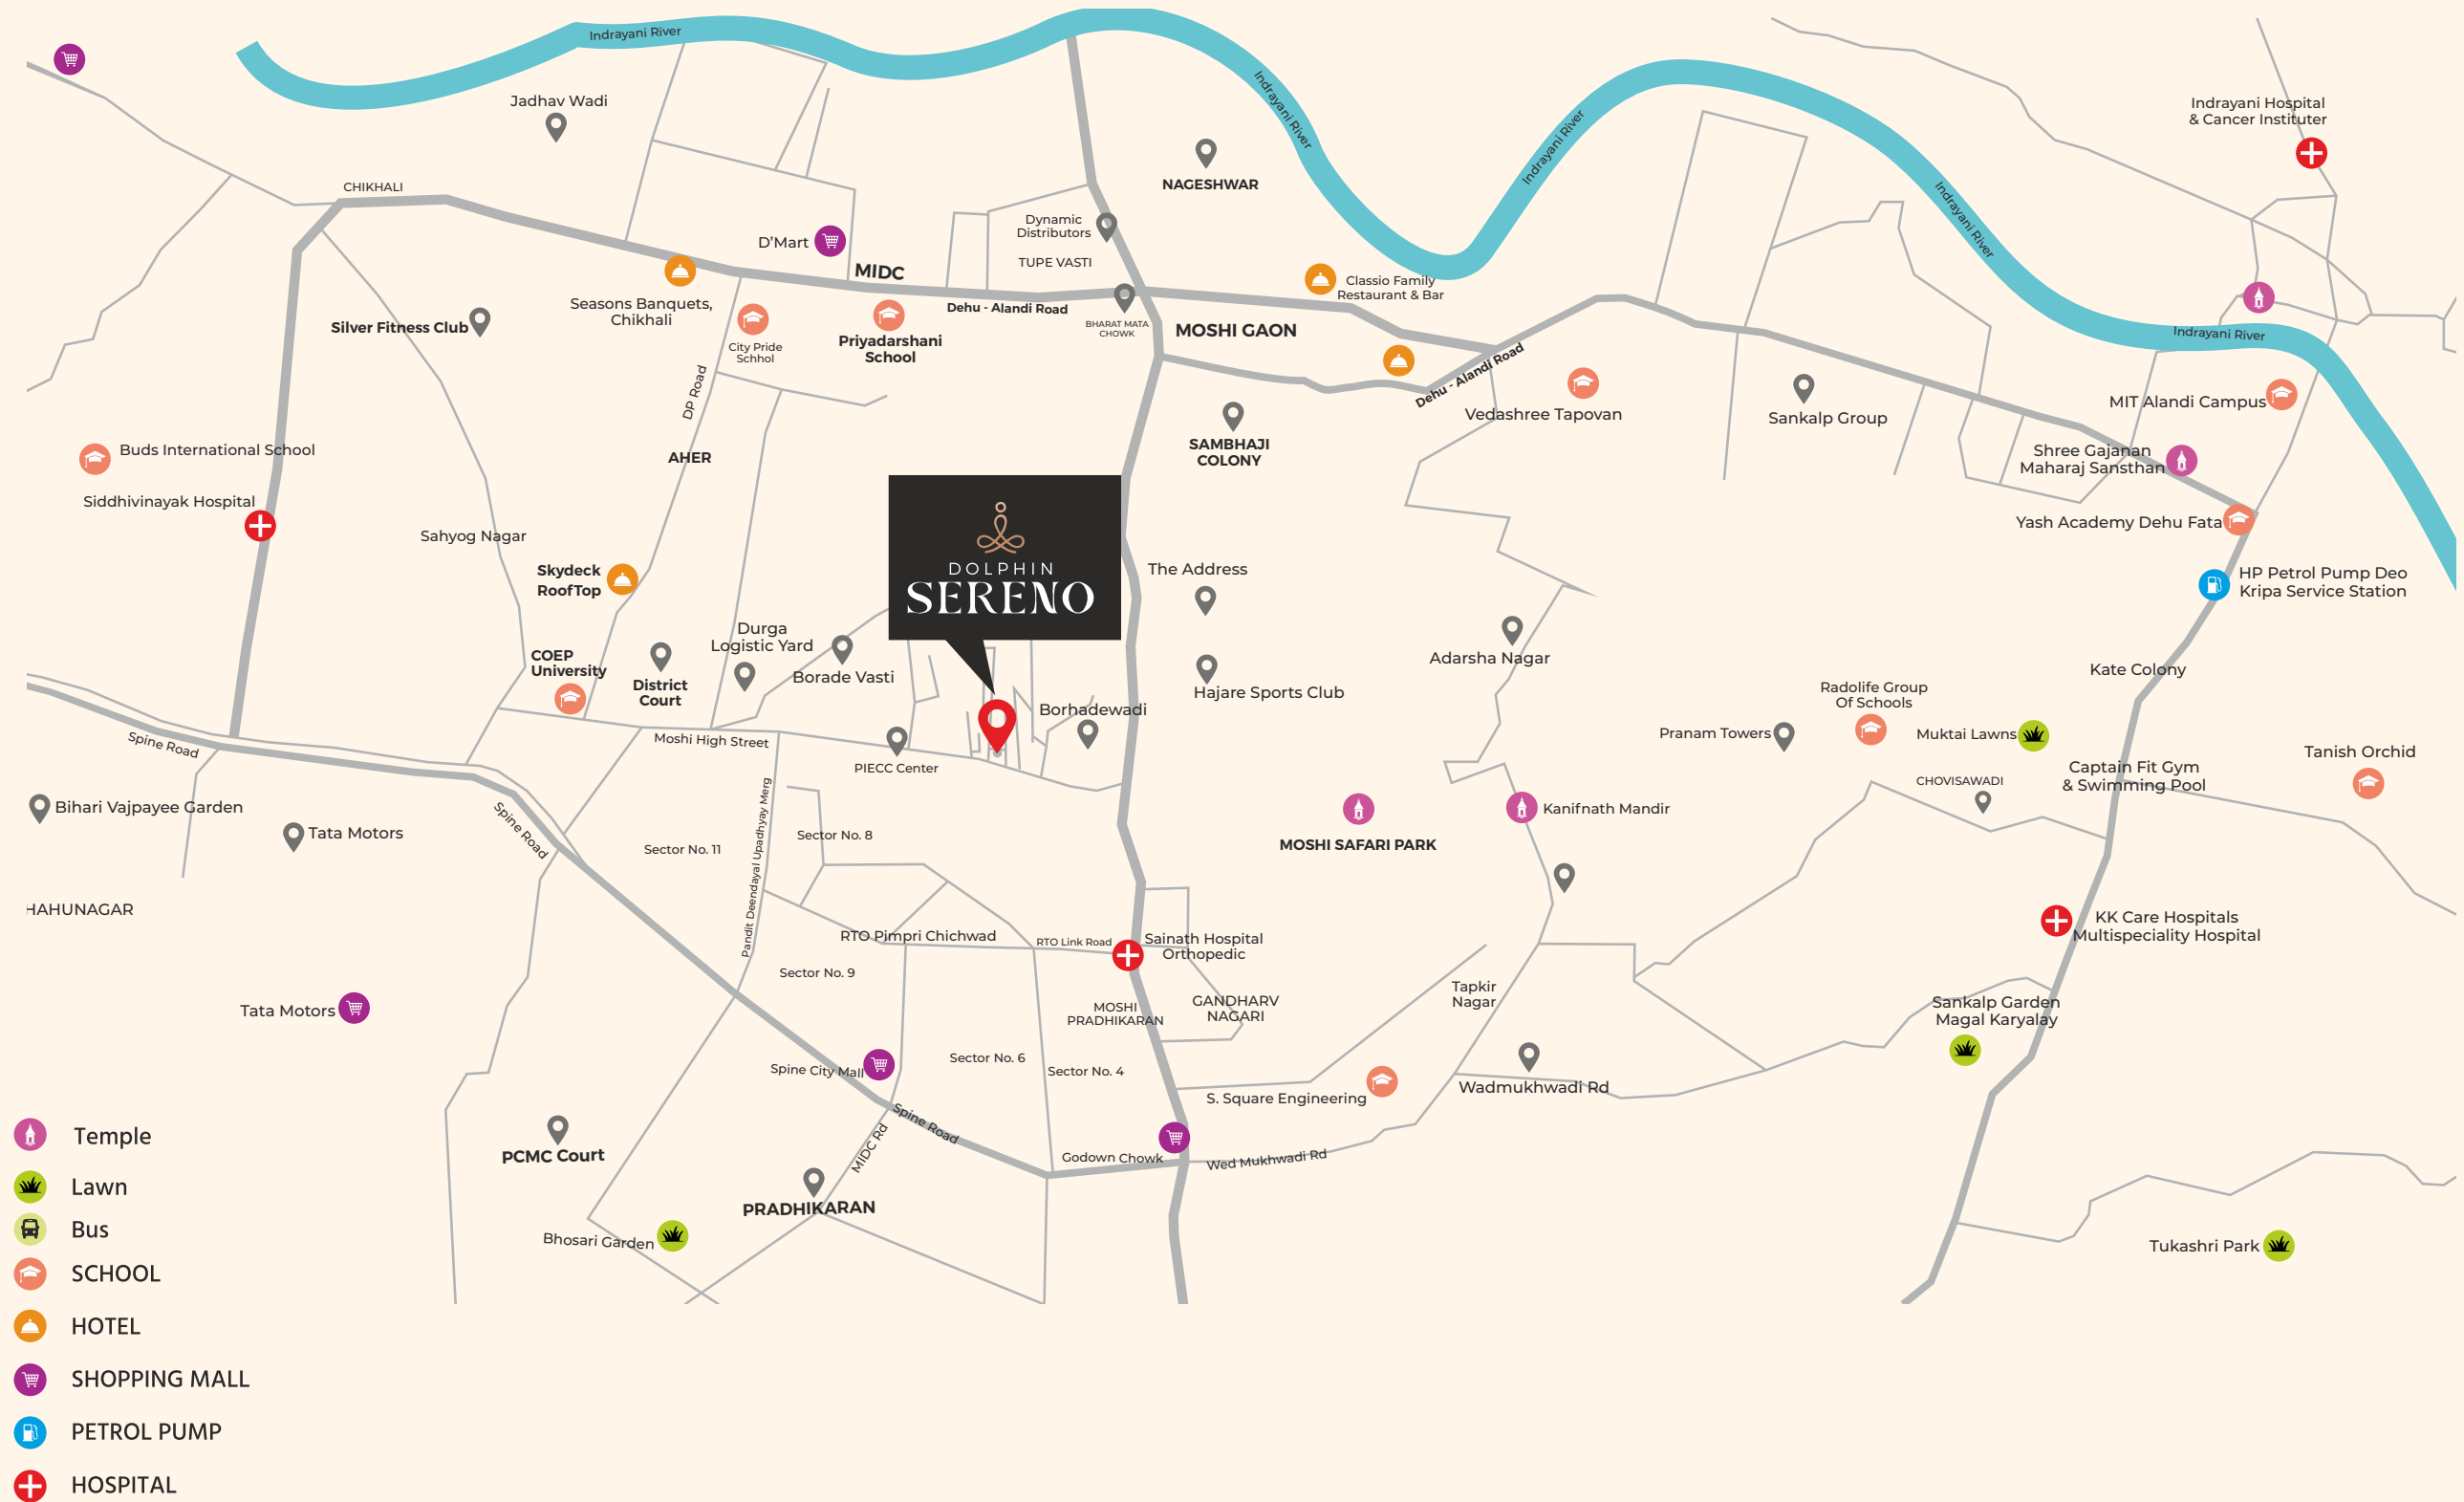 Indrayani River
Jadhav Wadi
Indrayani River
Indrayani River
Indrayani Hospital
& Cancer Instituter
CHIKHALI
NAGESHWAR
Indrayani River
Dynamic
Distributors
D'Mart
TUPE VASTI
MIDC
Classio Family
Restaurant & Bar
Seasons Banquets,
Chikhali
Silver Fitness Club
Dehu - Alandi Road
BHARAT MATA
CHOWK
MOSHI GAON
Indrayani River
City Pride
Schhol
Priyadarshani
School
Dehu - Alandi Road
DP Road
Vedashree Tapovan
Sankalp Group
MIT Alandi Campus
Buds International School
AHER
SAMBHAJI
COLONY
Shree Gajanan
Maharaj Sansthan
Siddhivinayak Hospital
Sahyog Nagar
Yash Academy Dehu Fata
DOLPHIN
SERENO
Skydeck
RoofTop
The Address
HP Petrol Pump Deo
Kripa Service Station
Durga
Logistic Yard
COEP
University
District
Court
Borade Vasti
Adarsha Nagar
Kate Colony
Hajare Sports Club
Radolife Group
Of Schools
Borhadewadi
Spine Road
Moshi High Street
PIECC Center
Pranam Towers
Muktai Lawns
Tanish Orchid
Captain Fit Gym
& Swimming Pool
CHOVISAWADI
Bihari Vajpayee Garden
Tata Motors
Spine Road
Sector No. 11
Pandit Deendayal Upadhyay Merg
Sector No. 8
MOSHI SAFARI PARK
Kanifnath Mandir
HAHUNAGAR
RTO Pimpri Chichwad
RTO Link Road
Sainath Hospital
Orthopedic
KK Care Hospitals
Multispeciality Hospital
Sector No. 9
Tata Motors
MOSHI
PRADHIKARAN
GANDHARV
NAGARI
Tapkir
Nagar
Sankalp Garden
Magal Karyalay
Spine City Mall
Sector No. 6
Sector No. 4
S. Square Engineering
Wadmukhwadi Rd
Spine Road
MIDC Rd
PCMC Court
Godown Chowk
Wed Mukhwadi Rd
PRADHIKARAN
Bhosari Garden
Tukashri Park
Temple
Lawn
Bus
SCHOOL
HOTEL
SHOPPING MALL
PETROL PUMP
HOSPITAL